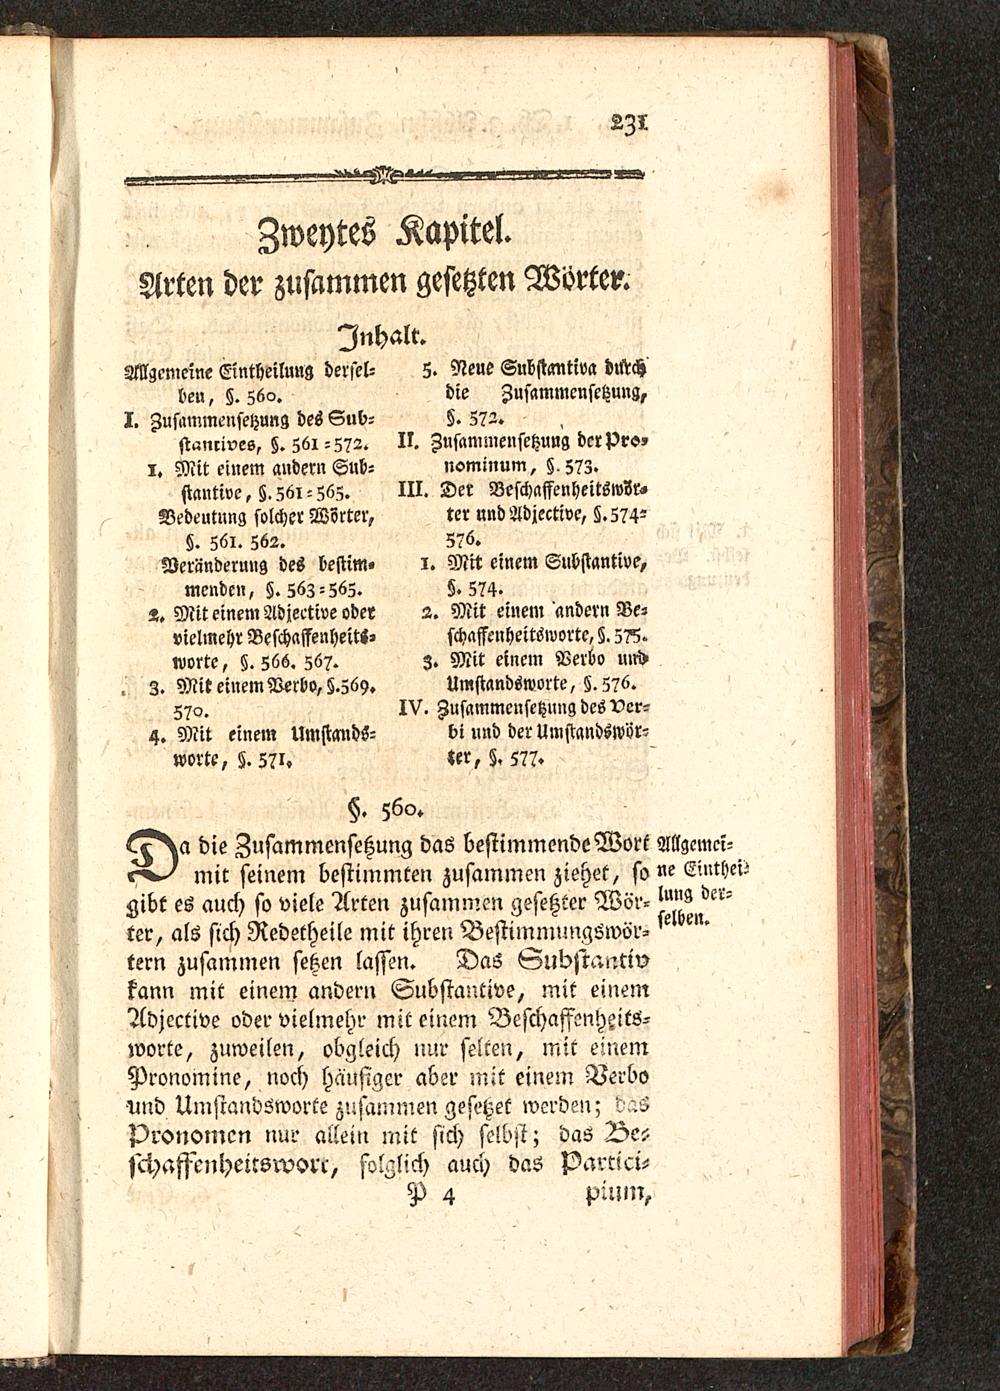 231
Zweytes Kapitel.
Arten der zusammen gesetzten Wörter.
Inhalt.
Allgemeine Eintheilung dersel-
ben, §. 560.
I. Zusammensetzung des Sub-
stantives, §. 561-572.
1. Mit einem andern Sub-
stantive, §. 561-565.
Bedeutung solcher Wörter,
§. 561. 562.
Veränderung des bestim-
menden, §. 563-565.
2. Mit einem Adjective oder
vielmehr Beschaffenheits-
worte, §. 566. 567.
3. Mit einem Verbo, §. 569.
570.
4. Mit einem Umstands-
worte, §. 571.
5. Neue Substantiva durch
die Zusammensetzung,
§. 572.
II. Zusammensetzung der Pro-
nominum, §. 573.
III. Der Beschaffenheitswör-
ter und Adjective, §. 574-
576.
1. Mit einem Substantive,
§. 574.
2. Mit einem andern Be-
schaffenheitsworte, §. 575.
3. Mit einem Verbo und
Umstandsworte, §. 576.
IV. Zusammensetzung des Ver-
bi und der Umstandswör-
ter, §. 577.
§. 560.
Da die Zusammensetzung das bestimmende Wort
mit seinem bestimmten zusammen ziehet, so
gibt es auch so viele Arten zusammen gesetzter Wör-
ter, als sich Redetheile mit ihren Bestimmungswör-
tern zusammen setzen lassen. Das Substantiv
kann mit einem andern Substantive, mit einem
Adjective oder vielmehr mit einem Beschaffenheits-
worte, zuweilen, obgleich nur selten, mit einem
Pronomine, noch häufiger aber mit einem Verbo
und Umstandsworte zusammen gesetzet werden; das
Pronomen nur allein mit sich selbst; das Be-
schaffenheitswort, folglich auch das Partici-
P 4 pium,
Allgemei-
ne Einthei-
lung der-
selben.